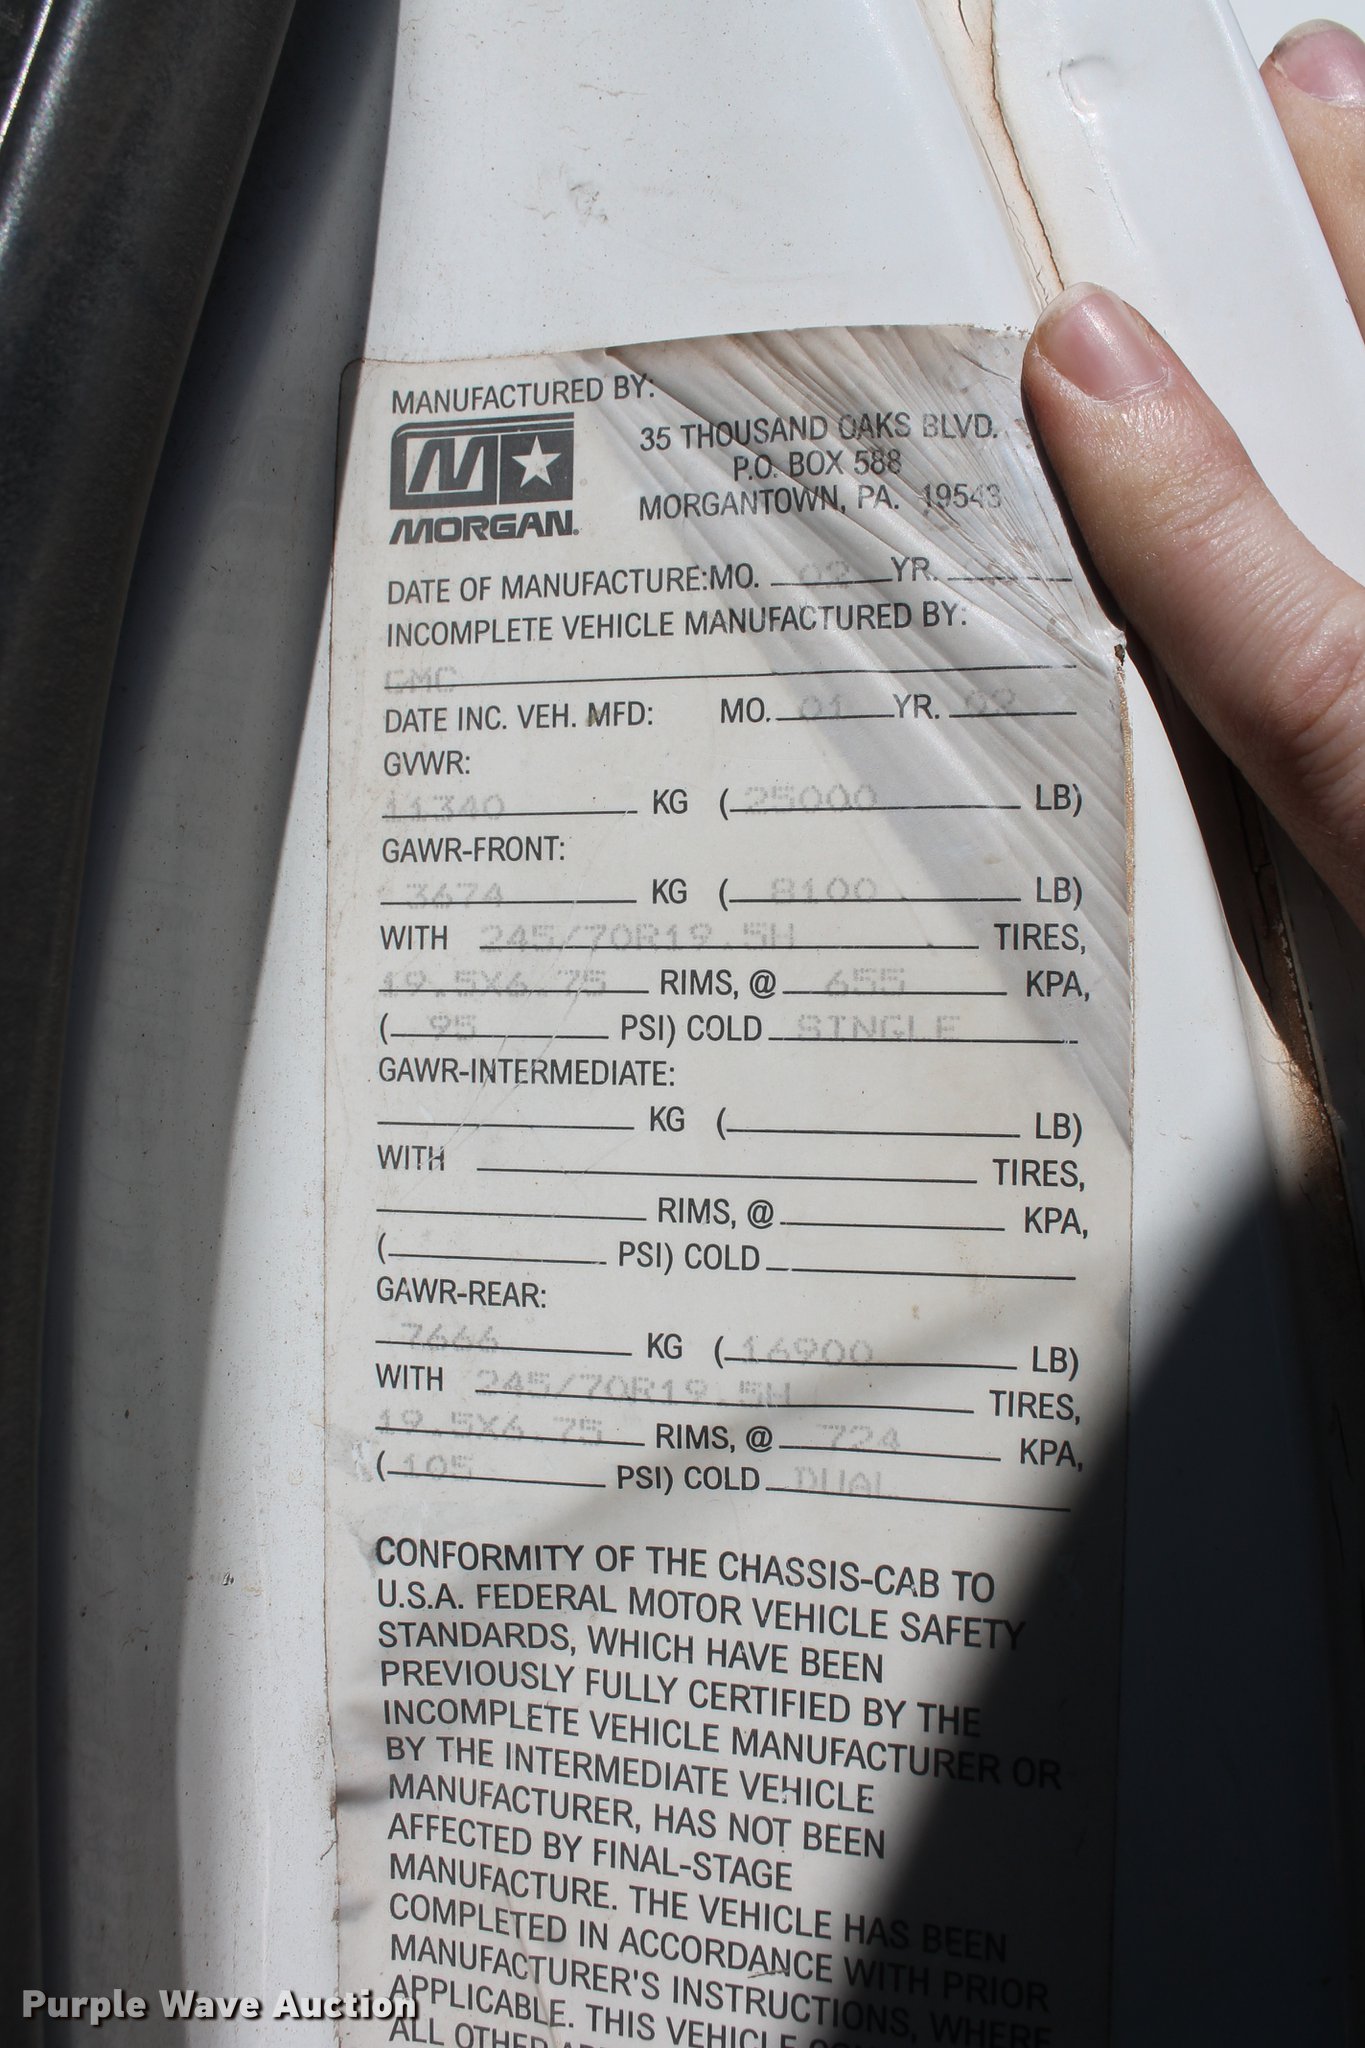 MANUFACTURED BY:
MORGAN
35 THOUSAND OAKS BLVD.
P.O. BOX 588
MORGANTOWN, PA. 19543
DATE OF MANUFACTURE:MO. 02 YR.
INCOMPLETE VEHICLE MANUFACTURED BY:
GMC
DATE INC. VEH. MFD: MO. 01 YR. 99
GVWR:
11340 KG (25000 LB)
GAWR-FRONT:
3674 KG (8100 LB)
WITH 245/70R19.5H TIRES,
19.5X6.75 RIMS, @ 655 KPA,
(95 PSI) COLD SINGLE
GAWR-INTERMEDIATE:
KG ( LB)
WITH TIRES,
RIMS, @ KPA,
( PSI) COLD
GAWR-REAR:
7666 KG (16900 LB)
WITH 245/70R19.5H TIRES,
19.5X6.75 RIMS, @ 724 KPA,
(105 PSI) COLD DUAL
CONFORMITY OF THE CHASSIS-CAB TO
U.S.A. FEDERAL MOTOR VEHICLE SAFETY
STANDARDS, WHICH HAVE BEEN
PREVIOUSLY FULLY CERTIFIED BY THE
INCOMPLETE VEHICLE MANUFACTURER OR
BY THE INTERMEDIATE VEHICLE
MANUFACTURER, HAS NOT BEEN
AFFECTED BY FINAL-STAGE
MANUFACTURE. THE VEHICLE HAS BEEN
COMPLETED IN ACCORDANCE WITH PRIOR
MANUFACTURER'S INSTRUCTIONS, WHERE
APPLICABLE. THIS VEHICLE
ALL OTHER
Purple Wave Auction